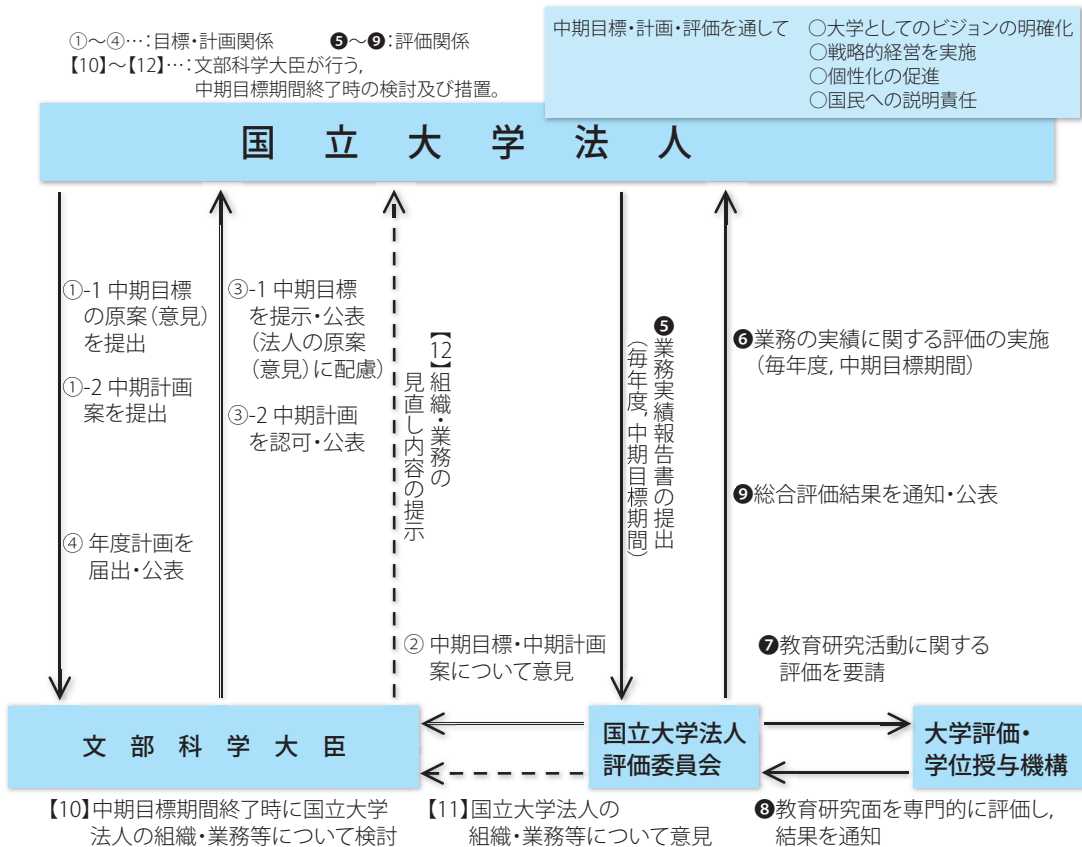 ①～④…：目標・計画関係　　❺～❾：評価関係
【10】～【12】…：文部科学大臣が行う，
中期目標期間終了時の検討及び措置。
中期目標・計画・評価を通して　○大学としてのビジョンの明確化
○戦略的経営を実施
○個性化の促進
○国民への説明責任
国立大学法人
①-1 中期目標
の原案（意見）
を提出
①-2 中期計画
案を提出
④ 年度計画を
届出・公表
③-1 中期目標
を提示・公表
（法人の原案
（意見）に配慮）
③-2 中期計画
を認可・公表
【12】組織・業務の
見直し内容の提示
❺業務実績報告書の提出
（毎年度，中期目標期間）
❻業務の実績に関する評価の実施
（毎年度，中期目標期間）
❾総合評価結果を通知・公表
② 中期目標・中期計画
案について意見
❼教育研究活動に関する
評価を要請
文部科学大臣
国立大学法人
評価委員会
大学評価・
学位授与機構
【10】中期目標期間終了時に国立大学
法人の組織・業務等について検討
【11】国立大学法人の
組織・業務等について意見
❽教育研究面を専門的に評価し，
結果を通知